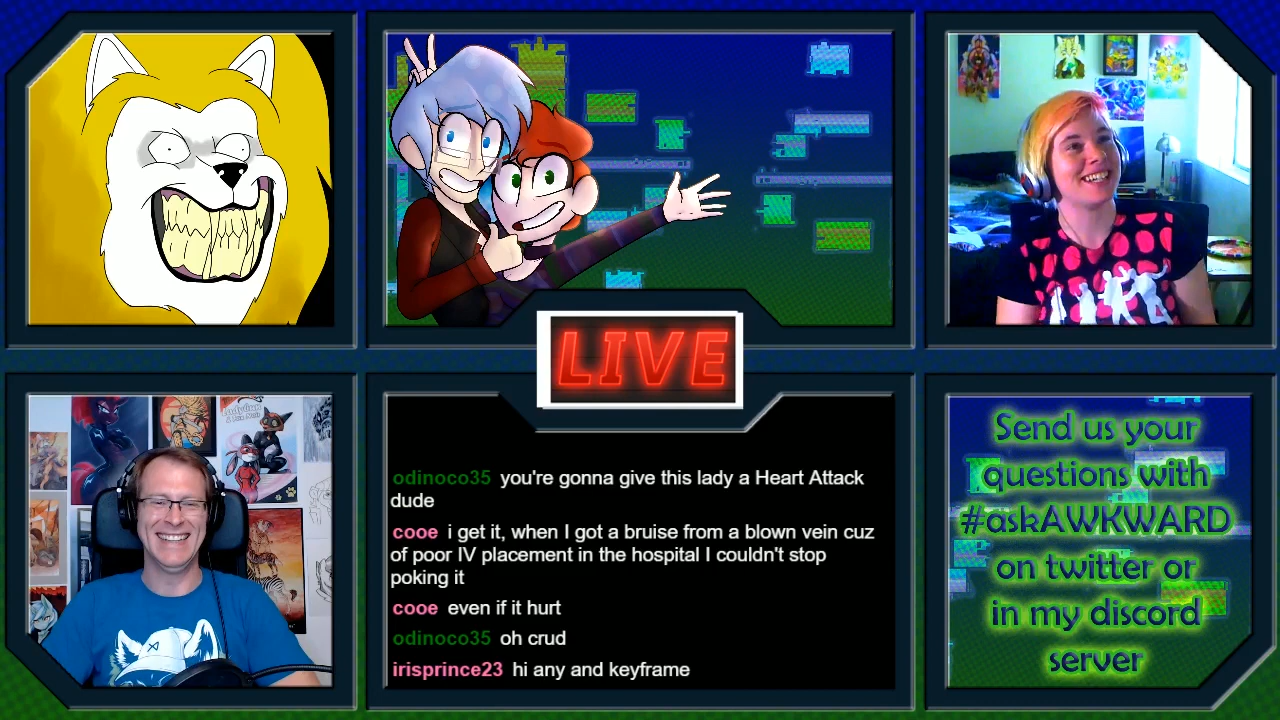 LIVE
odinoco35 you're gonna give this lady a Heart Attack
dude
cooe i get it, when I got a bruise from a blown vein cuz
of poor IV placement in the hospital I couldn't stop
poking it
cooe even if it hurt
odinoco35 oh crud
irisprince23 hi any and keyframe
Send us your
questions with
#askAWKWARD
on twitter or
in my discord
server